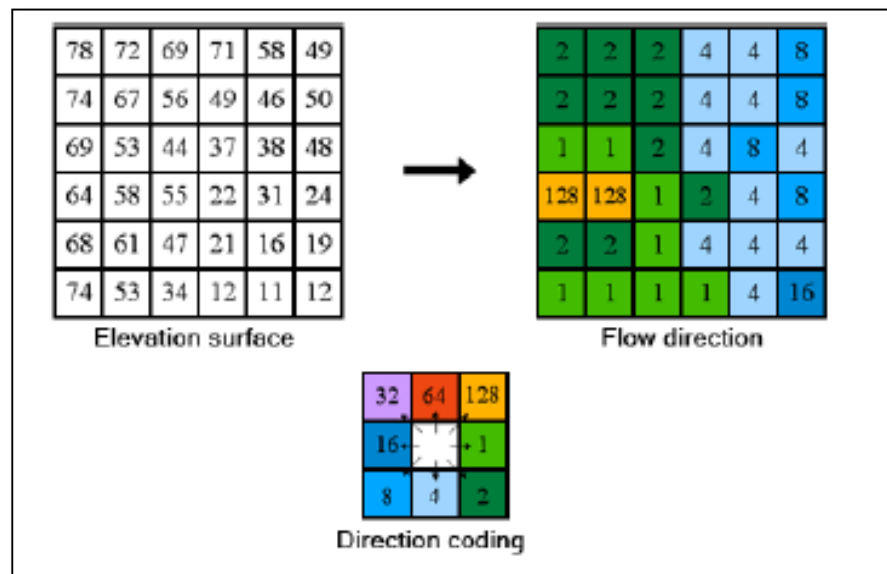 78 72 69 71 58 49
74 67 56 49 46 50
69 53 44 37 38 48
64 58 55 22 31 24
68 61 47 21 16 19
74 53 34 12 11 12
Elevation surface
2 2 2 4 4 8
2 2 2 4 4 8
1 1 2 4 8 4
128 128 1 2 4 8
2 2 1 4 4 4
1 1 1 1 4 16
Flow direction
32 64 128
16 1
8 4 2
Direction coding